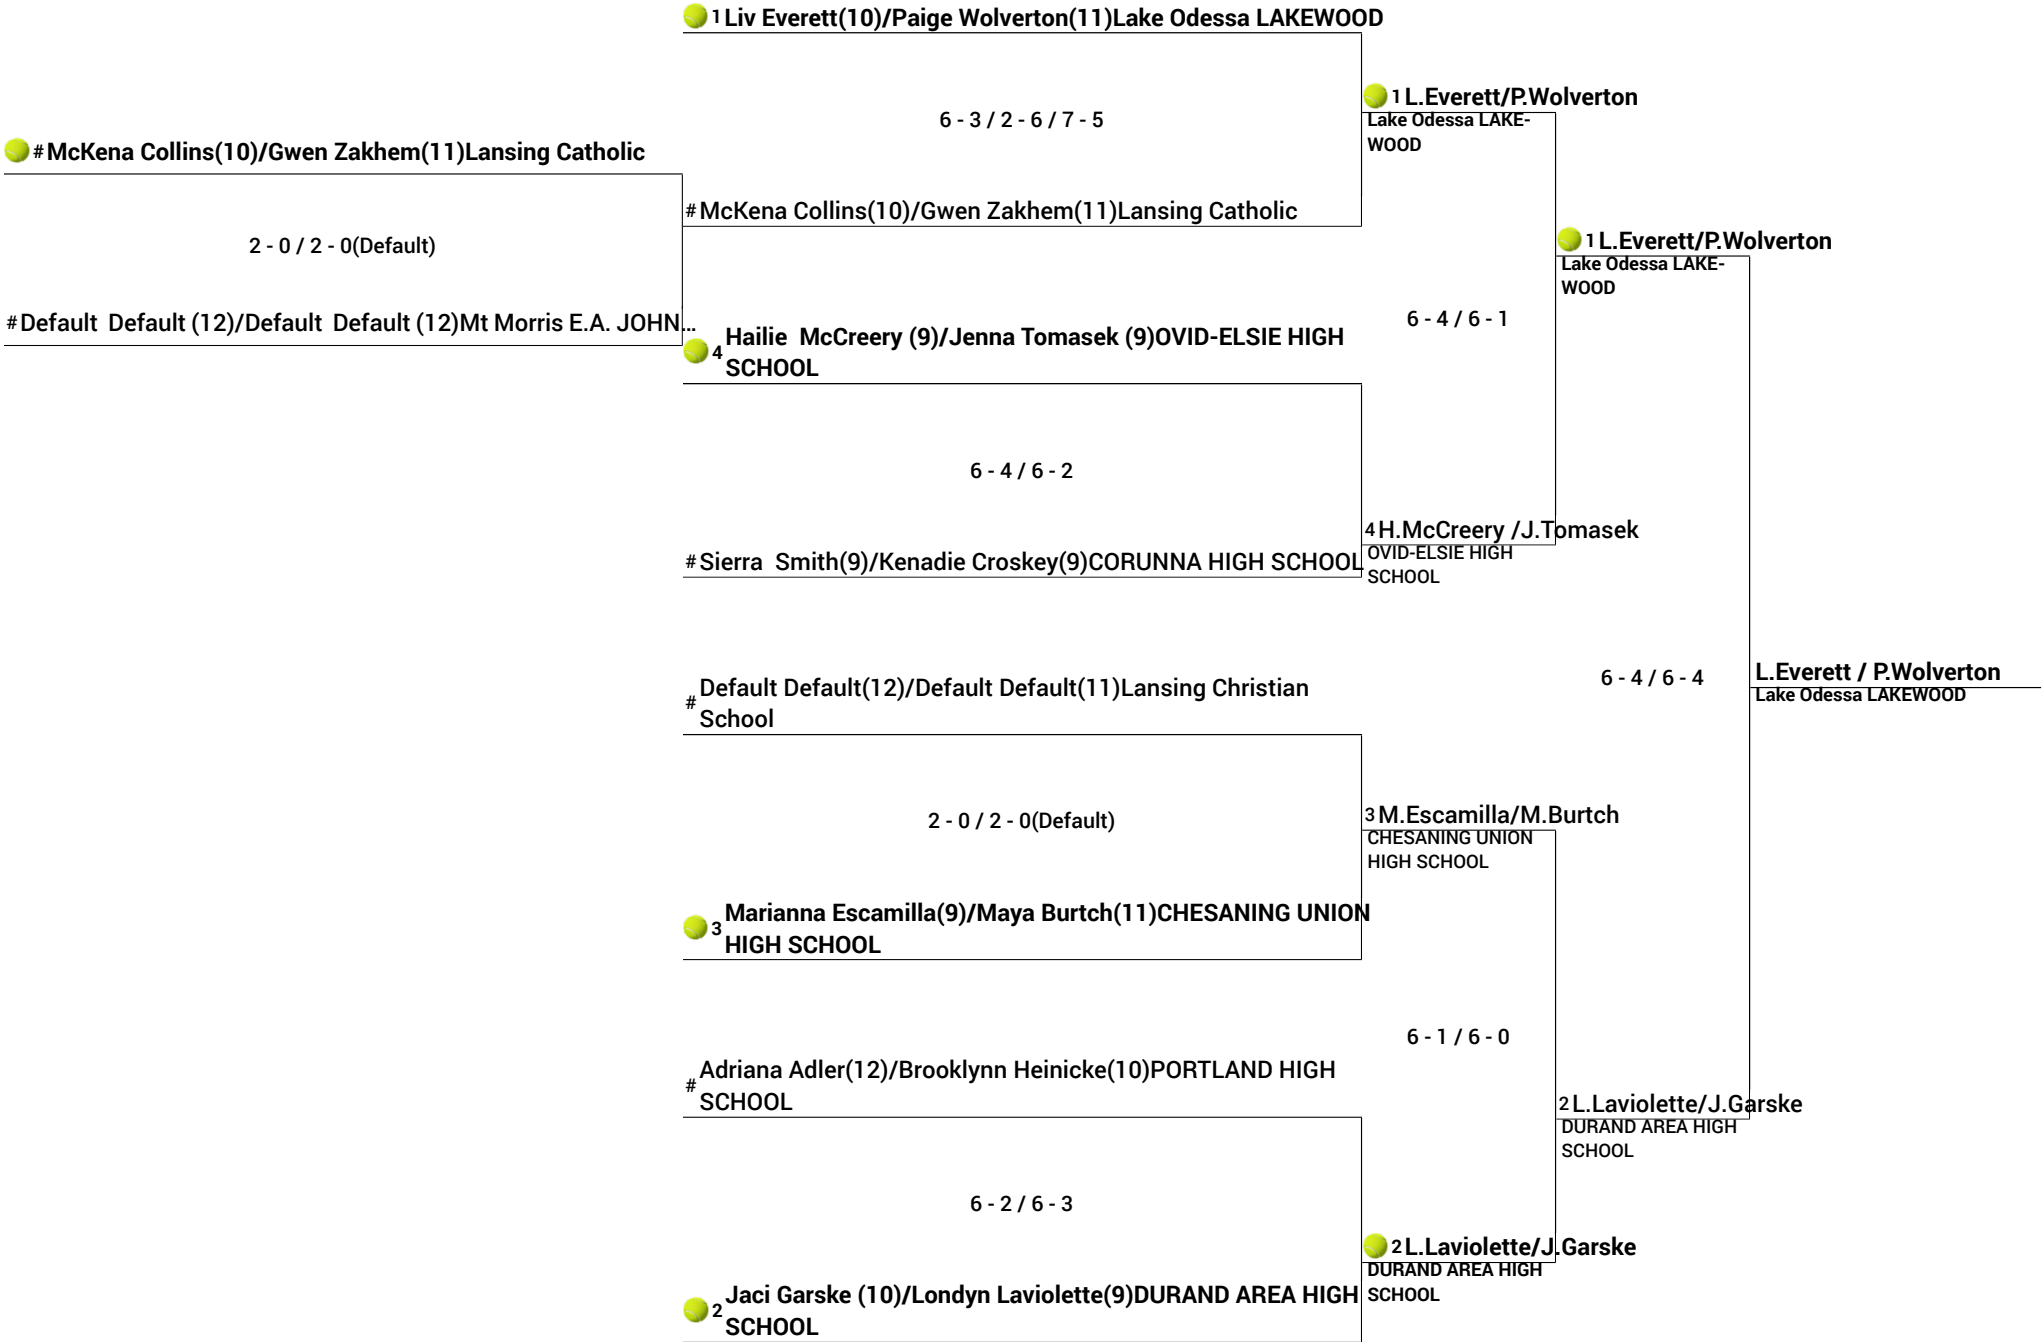 1 Liv Everett(10)/Paige Wolverton(11)Lake Odessa LAKEWOOD
1 L.Everett/P.Wolverton
Lake Odessa LAKE-
WOOD
6 - 3 / 2 - 6 / 7 - 5
# McKena Collins(10)/Gwen Zakhem(11)Lansing Catholic
# McKena Collins(10)/Gwen Zakhem(11)Lansing Catholic
2 - 0 / 2 - 0(Default)
1 L.Everett/P.Wolverton
Lake Odessa LAKE-
WOOD
# Default Default (12)/Default Default (12)Mt Morris E.A. JOHN...
6 - 4 / 6 - 1
4 Hailie McCreery (9)/Jenna Tomasek (9)OVID-ELSIE HIGH
SCHOOL
6 - 4 / 6 - 2
4 H.McCreery /J.Tomasek
OVID-ELSIE HIGH
SCHOOL
# Sierra Smith(9)/Kenadie Croskey(9)CORUNNA HIGH SCHOOL
6 - 4 / 6 - 4
L.Everett / P.Wolverton
Lake Odessa LAKEWOOD
# Default Default(12)/Default Default(11)Lansing Christian
School
2 - 0 / 2 - 0(Default)
3 M.Escamilla/M.Burtch
CHESANING UNION
HIGH SCHOOL
3 Marianna Escamilla(9)/Maya Burtch(11)CHESANING UNION
HIGH SCHOOL
6 - 1 / 6 - 0
# Adriana Adler(12)/Brooklynn Heinicke(10)PORTLAND HIGH
SCHOOL
2 L.Laviolette/J.Garske
DURAND AREA HIGH
SCHOOL
6 - 2 / 6 - 3
2 L.Laviolette/J.Garske
DURAND AREA HIGH
SCHOOL
2 Jaci Garske (10)/Londyn Laviolette(9)DURAND AREA HIGH
SCHOOL